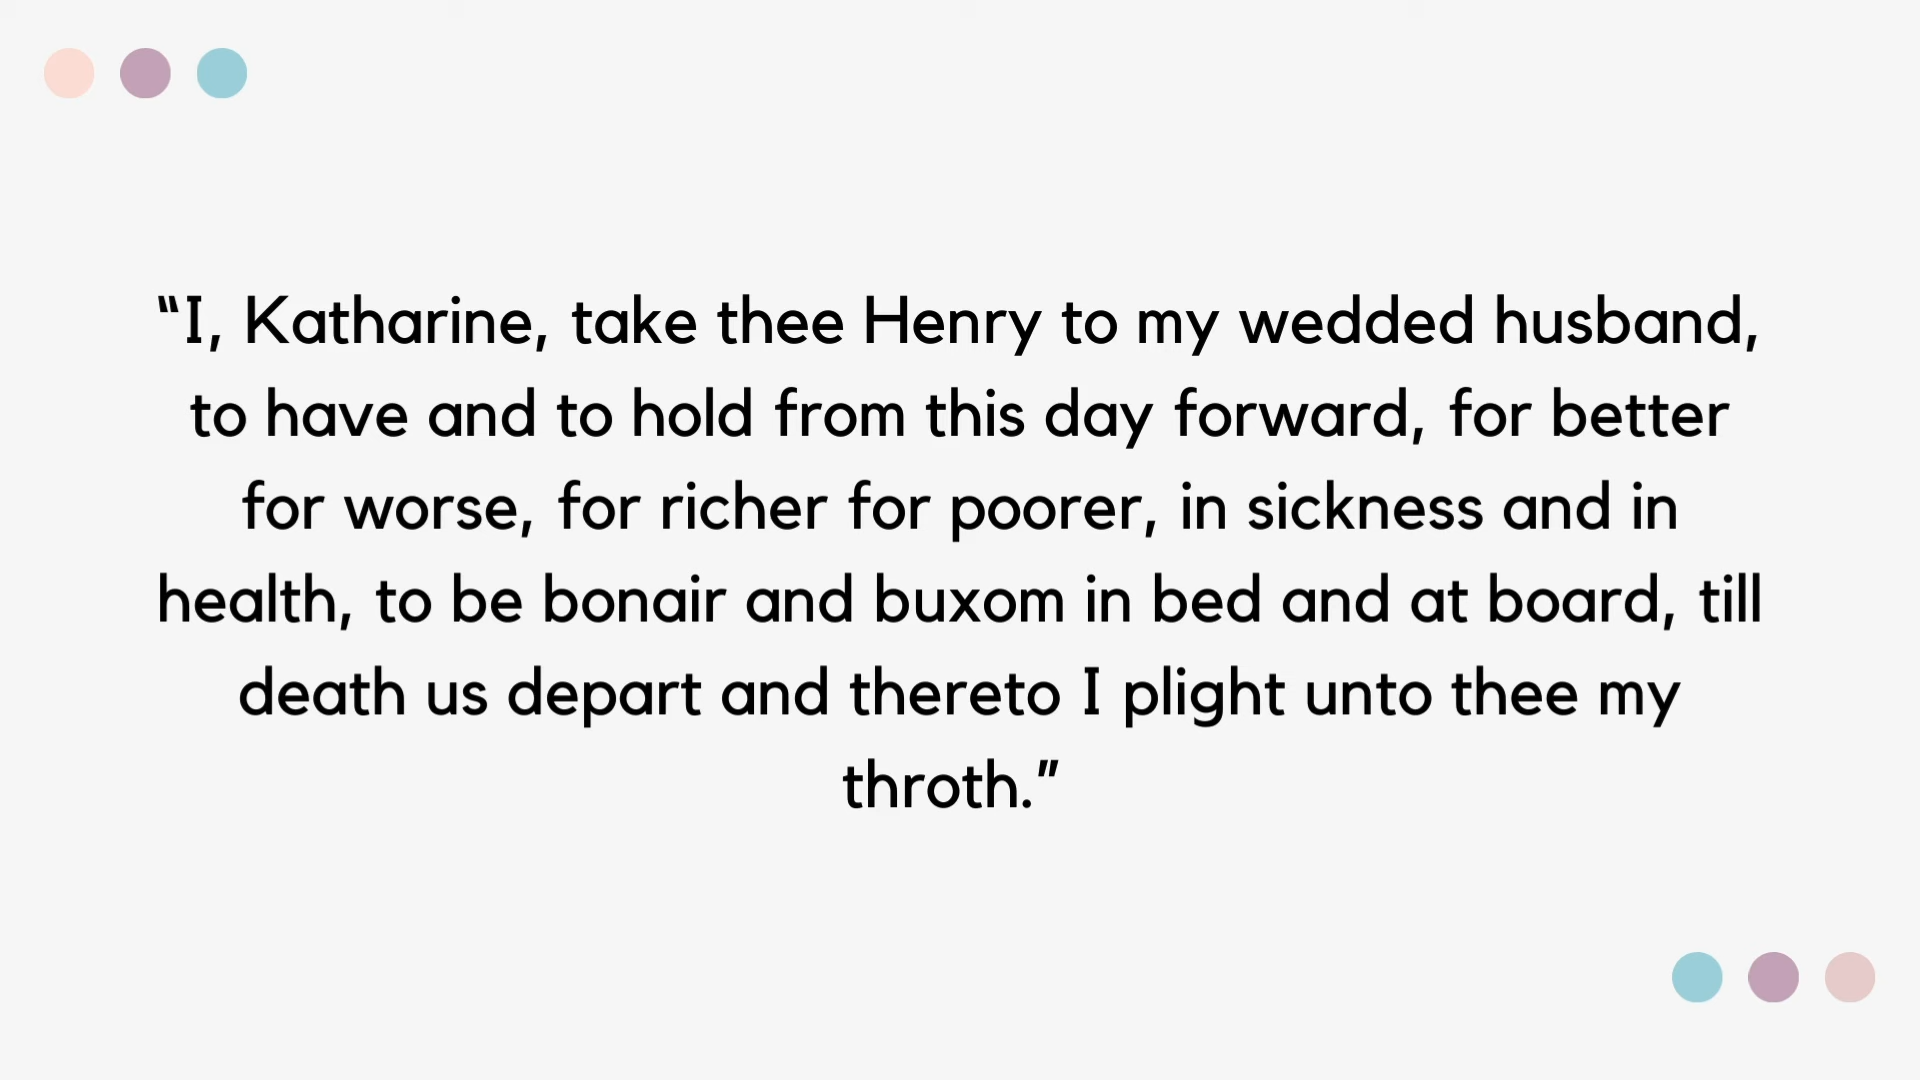 “I, Katharine, take thee Henry to my wedded husband,
to have and to hold from this day forward, for better
for worse, for richer for poorer, in sickness and in
health, to be bonair and buxom in bed and at board, till
death us depart and thereto I plight unto thee my
throth.”